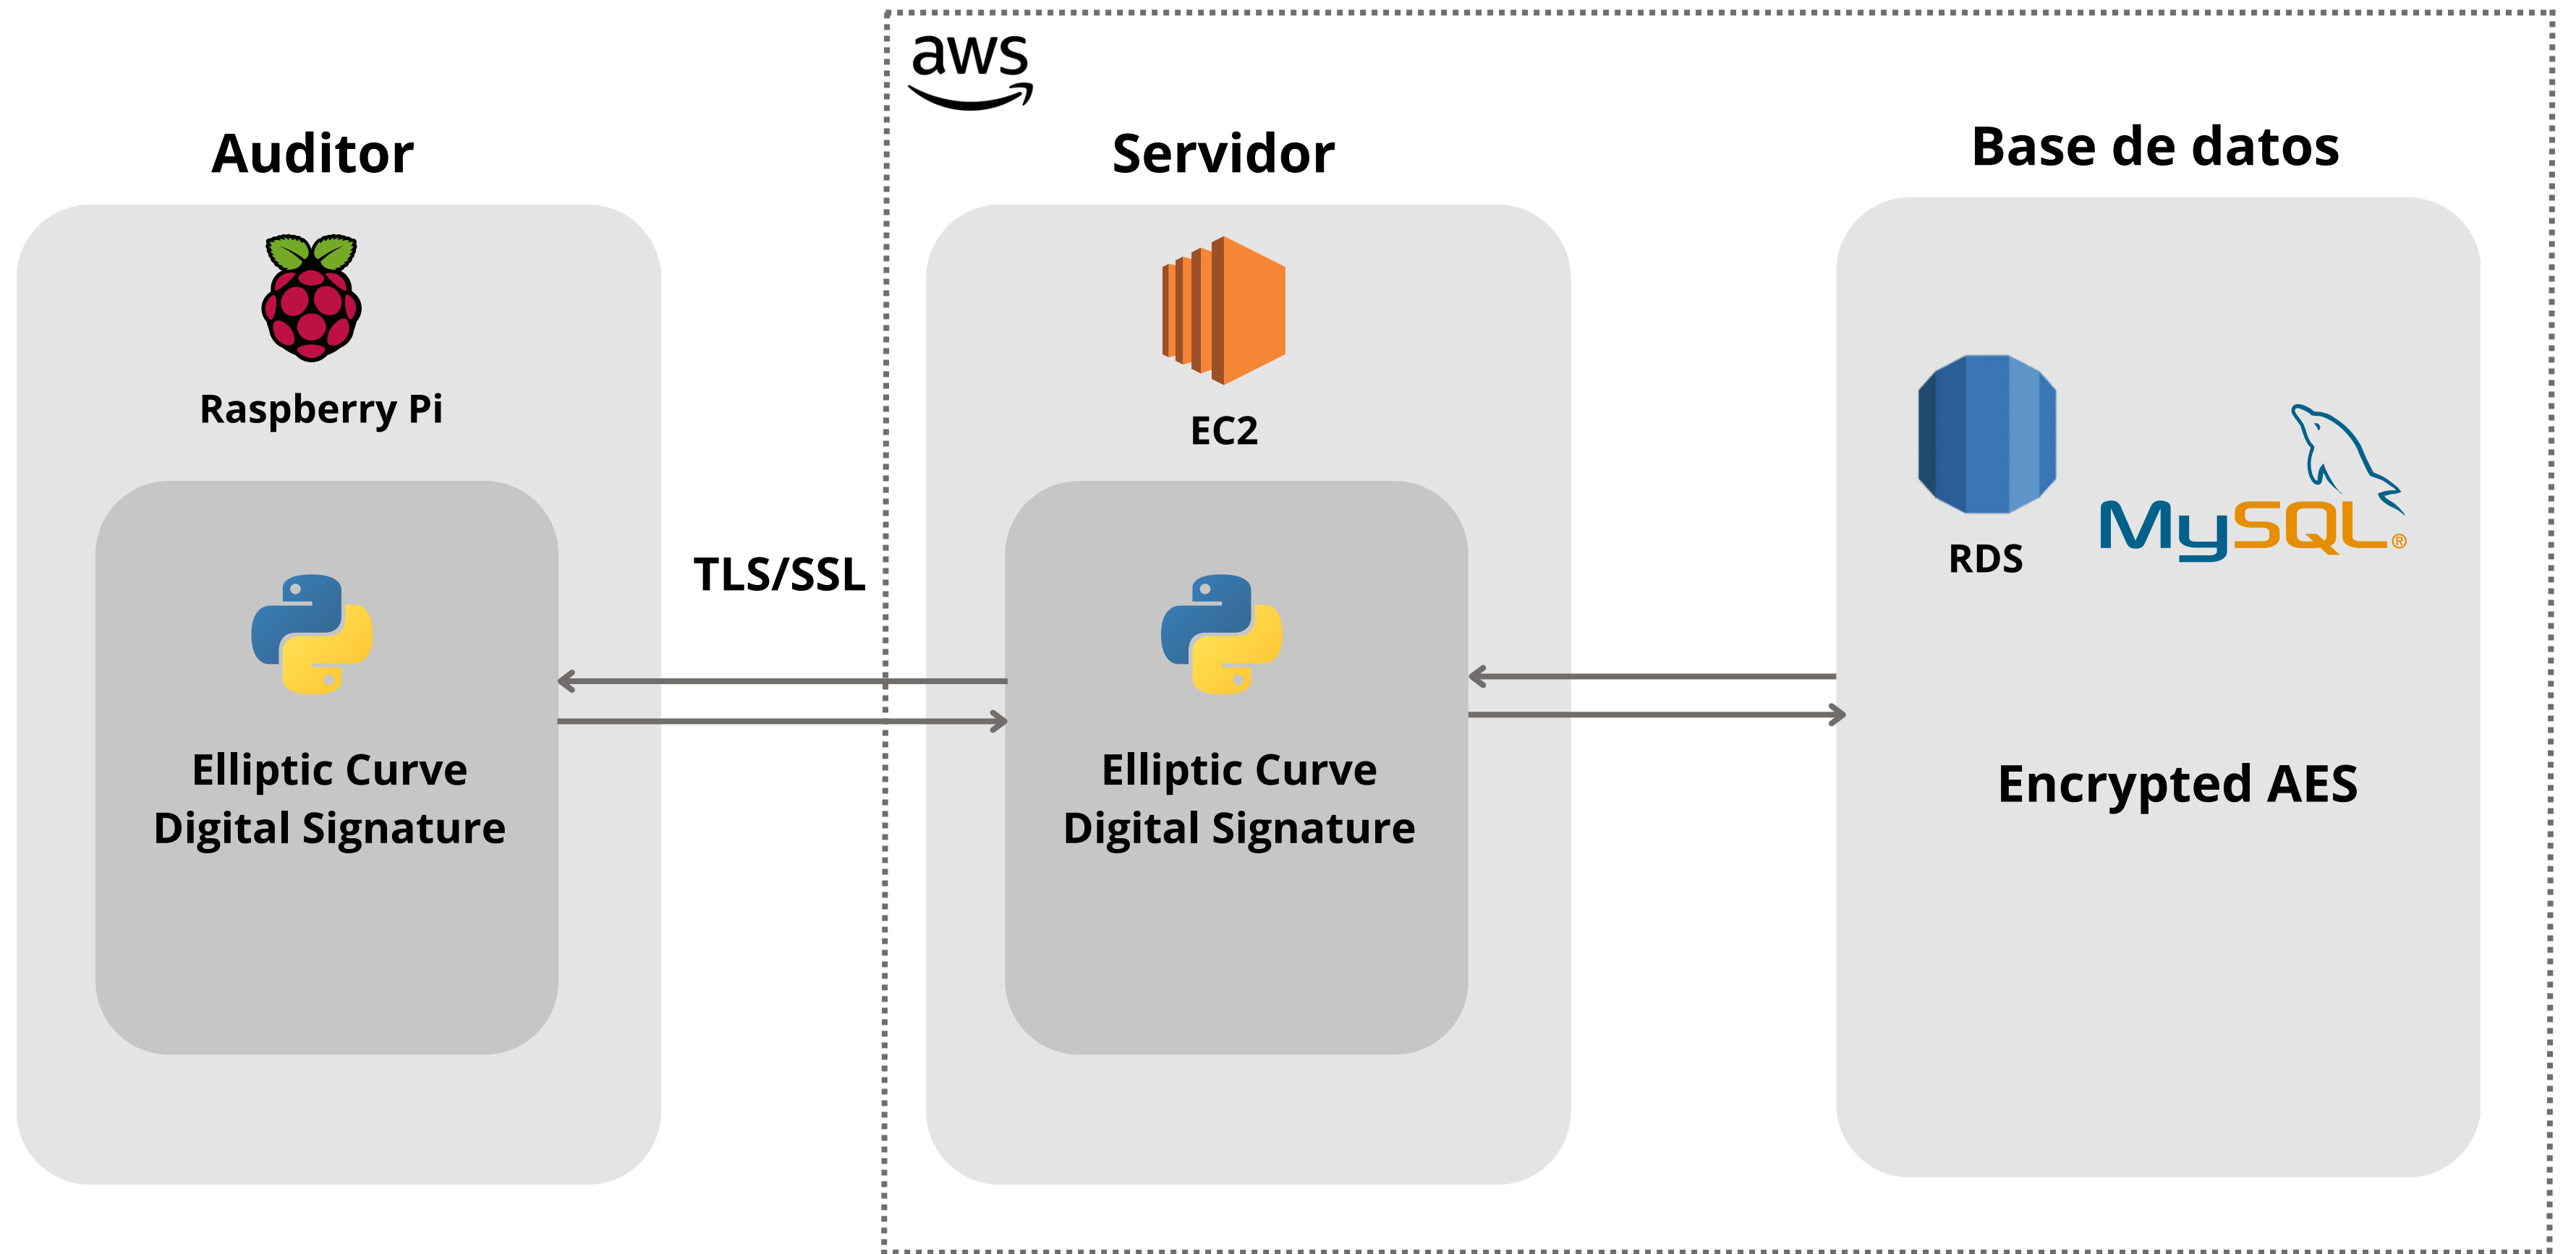 aws
Auditor
Servidor
Base de datos
Raspberry Pi
EC2
RDS
MySQL®
TLS/SSL
Elliptic Curve
Digital Signature
Elliptic Curve
Digital Signature
Encrypted AES